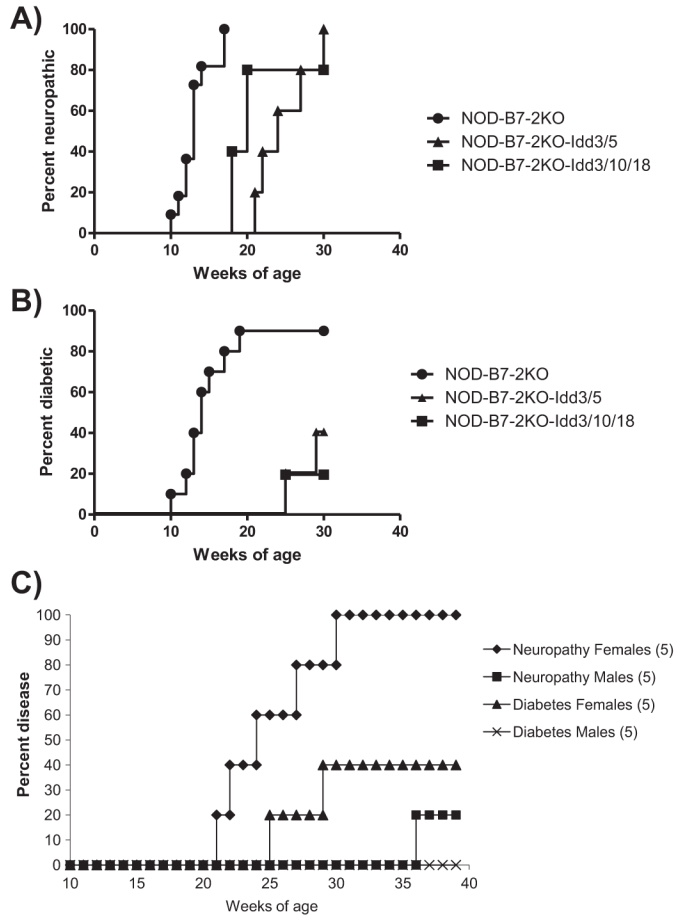 A)
Percent neuropathic
100
80
60
40
20
0
0 10 20 30 40
Weeks of age
NOD-B7-2KO
NOD-B7-2KO-Idd3/5
NOD-B7-2KO-Idd3/10/18
B)
Percent diabetic
100
80
60
40
20
0
0 10 20 30 40
Weeks of age
NOD-B7-2KO
NOD-B7-2KO-Idd3/5
NOD-B7-2KO-Idd3/10/18
C)
Percent disease
100
90
80
70
60
50
40
30
20
10
0
10 15 20 25 30 35 40
Weeks of age
Neuropathy Females (5)
Neuropathy Males (5)
Diabetes Females (5)
Diabetes Males (5)